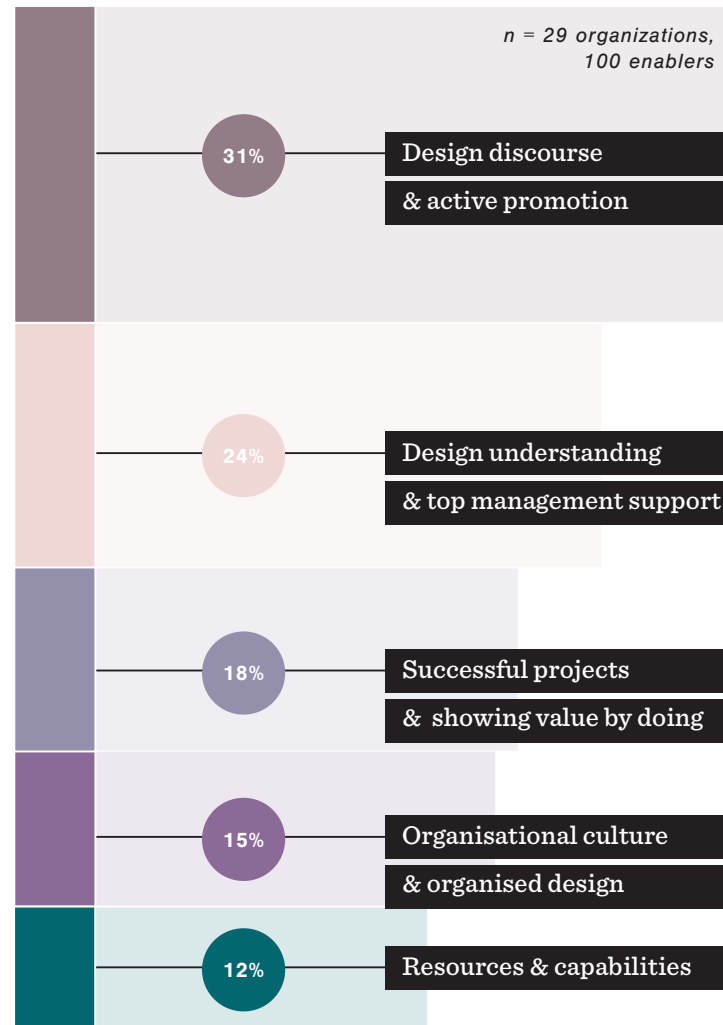 n = 29 organizations,
100 enablers
31%
Design discourse
& active promotion
24%
Design understanding
& top management support
18%
Successful projects
& showing value by doing
15%
Organisational culture
& organised design
12%
Resources & capabilities